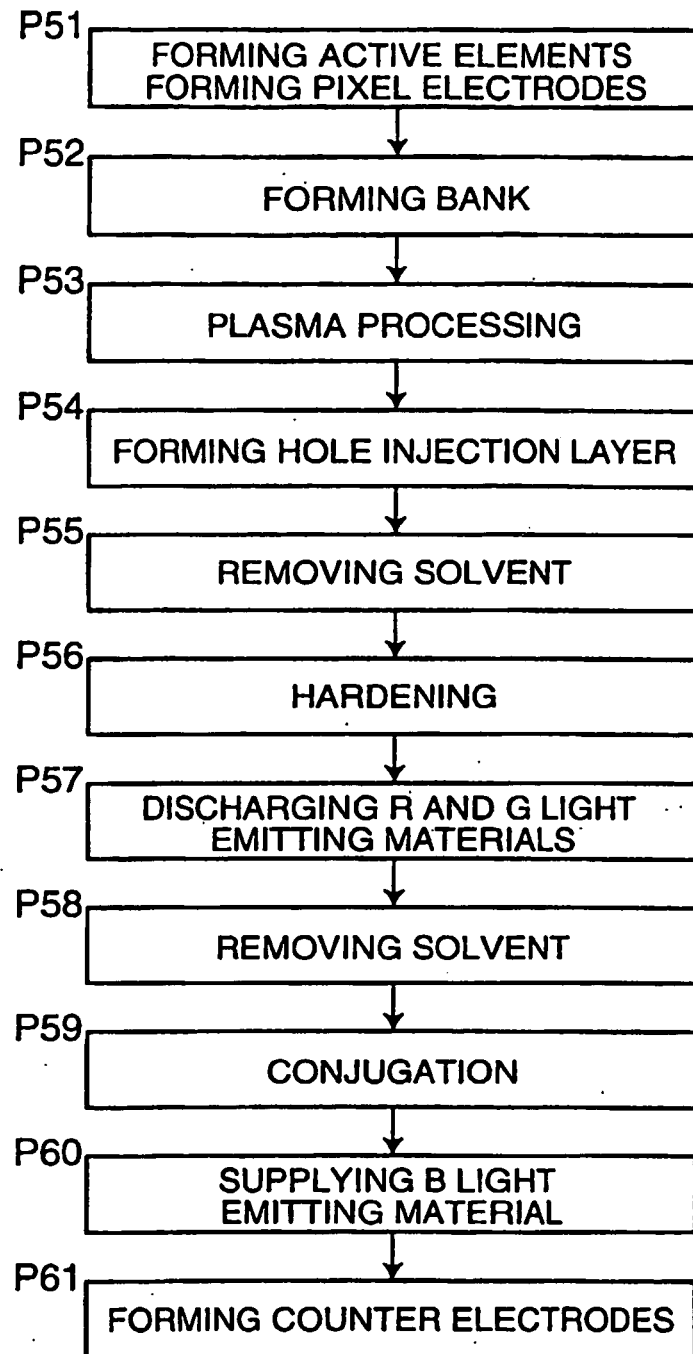 P51
FORMING ACTIVE ELEMENTS
FORMING PIXEL ELECTRODES
P52
FORMING BANK
P53
PLASMA PROCESSING
P54
FORMING HOLE INJECTION LAYER
P55
REMOVING SOLVENT
P56
HARDENING
P57
DISCHARGING R AND G LIGHT
EMITTING MATERIALS
P58
REMOVING SOLVENT
P59
CONJUGATION
P60
SUPPLYING B LIGHT
EMITTING MATERIAL
P61
FORMING COUNTER ELECTRODES